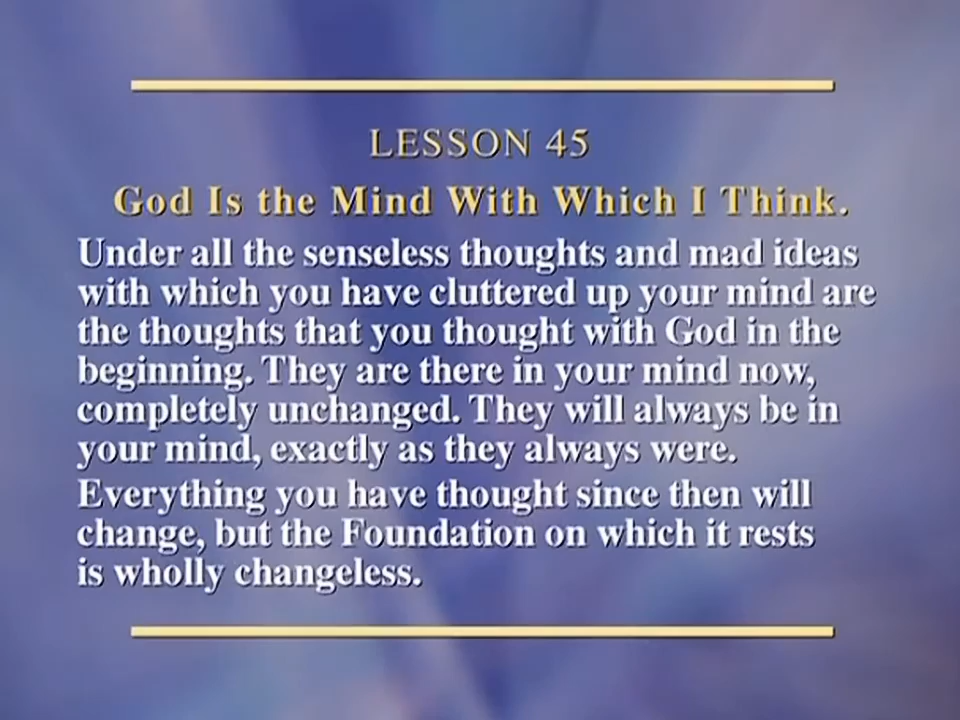 LESSON 45
God Is the Mind With Which I Think.
Under all the senseless thoughts and mad ideas
with which you have cluttered up your mind are
the thoughts that you thought with God in the
beginning. They are there in your mind now,
completely unchanged. They will always be in
your mind, exactly as they always were.
Everything you have thought since then will
change, but the Foundation on which it rests
is wholly changeless.